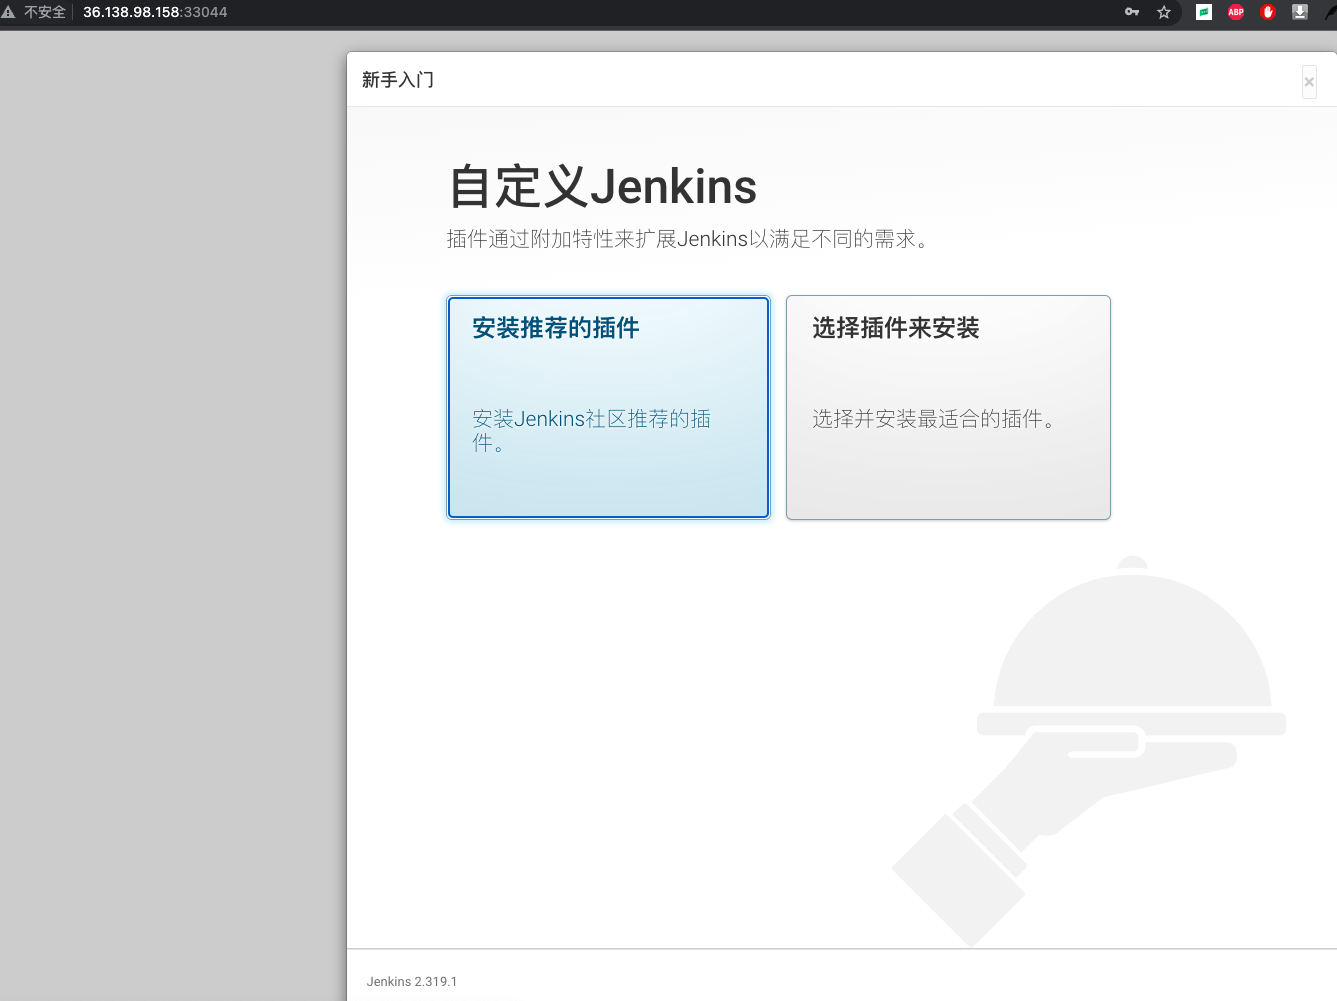 不安全 36.138.98.158:33044
ABP
新手入门
×
自定义Jenkins
插件通过附加特性来扩展Jenkins以满足不同的需求。
安装推荐的插件
安装Jenkins社区推荐的插
件。
选择插件来安装
选择并安装最适合的插件。
Jenkins 2.319.1